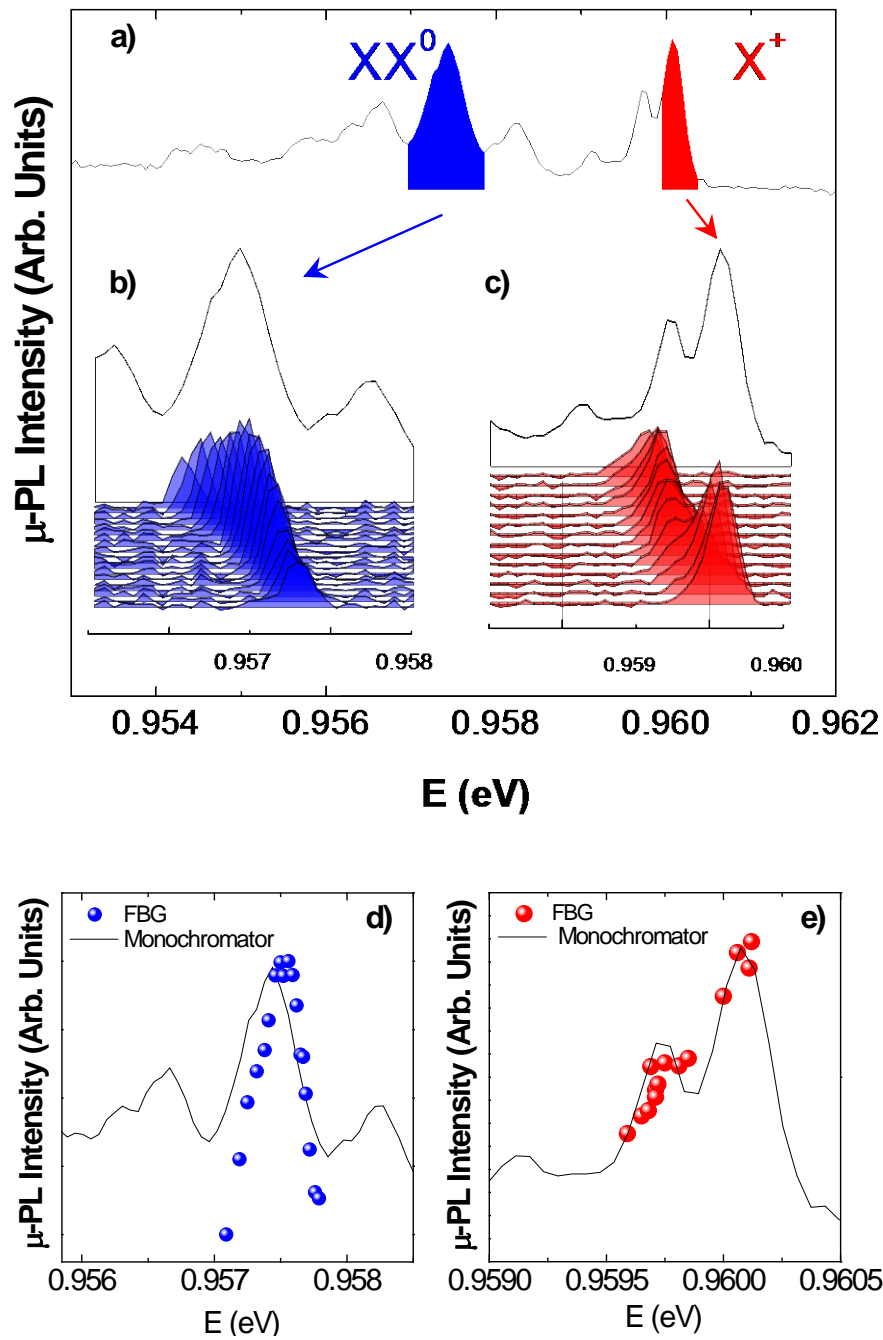 a)
XX⁰
X⁺
b)
c)
μ-PL Intensity (Arb. Units)
0.957
0.958
0.959
0.960
0.954
0.956
0.958
0.960
0.962
E (eV)
FBG
Monochromator
d)
μ-PL Intensity (Arb. Units)
0.956
0.957
0.958
E (eV)
FBG
Monochromator
e)
μ-PL Intensity (Arb. Units)
0.9590
0.9595
0.9600
0.9605
E (eV)